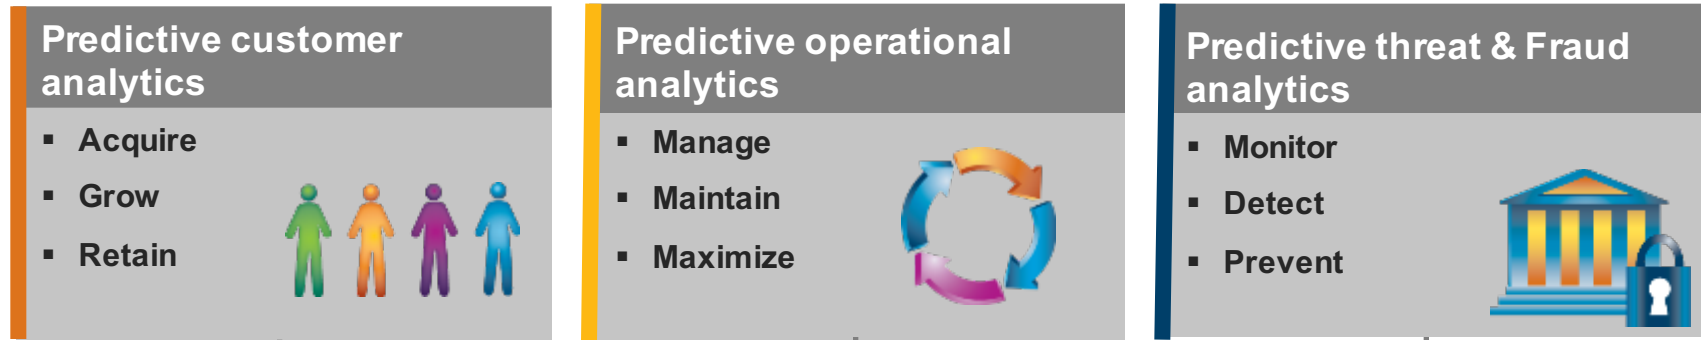 Predictive customer
analytics
▪ Acquire
▪ Grow
▪ Retain
Predictive operational
analytics
▪ Manage
▪ Maintain
▪ Maximize
Predictive threat & Fraud
analytics
▪ Monitor
▪ Detect
▪ Prevent